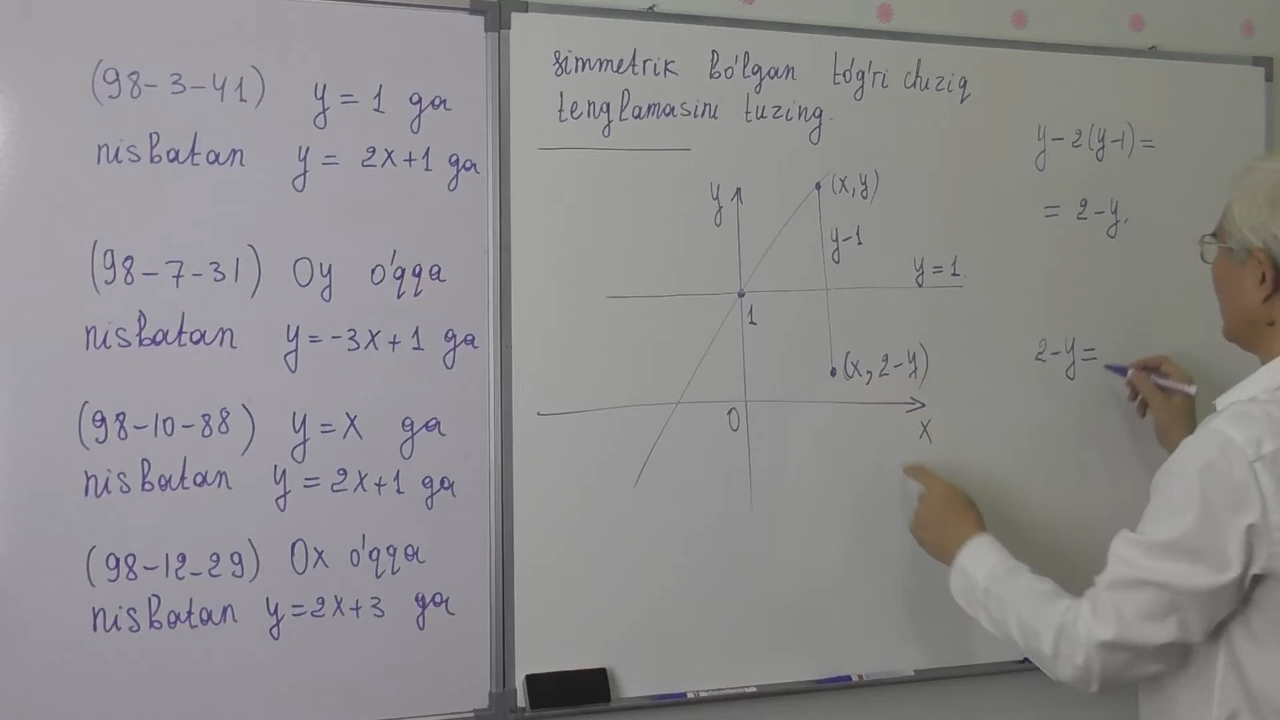 (98-3-41) y = 1 ga
nisbatan y = 2x+1 ga
(98-7-31) Oy o'qqa
nisbatan y=-3x+1 ga
(98-10-88) y=x ga
nisbatan y=2x+1 ga
(98-12-29) Ox o'qqa
nisbatan y=2x+3 ga
simmetrik bo'lgan to'g'ri chiziq
tenglamasini tuzing.
y
(x,y)
y-1
y=1.
1
(x, 2-y)
0
x
y-2(y-1)=
= 2-y.
2-y=